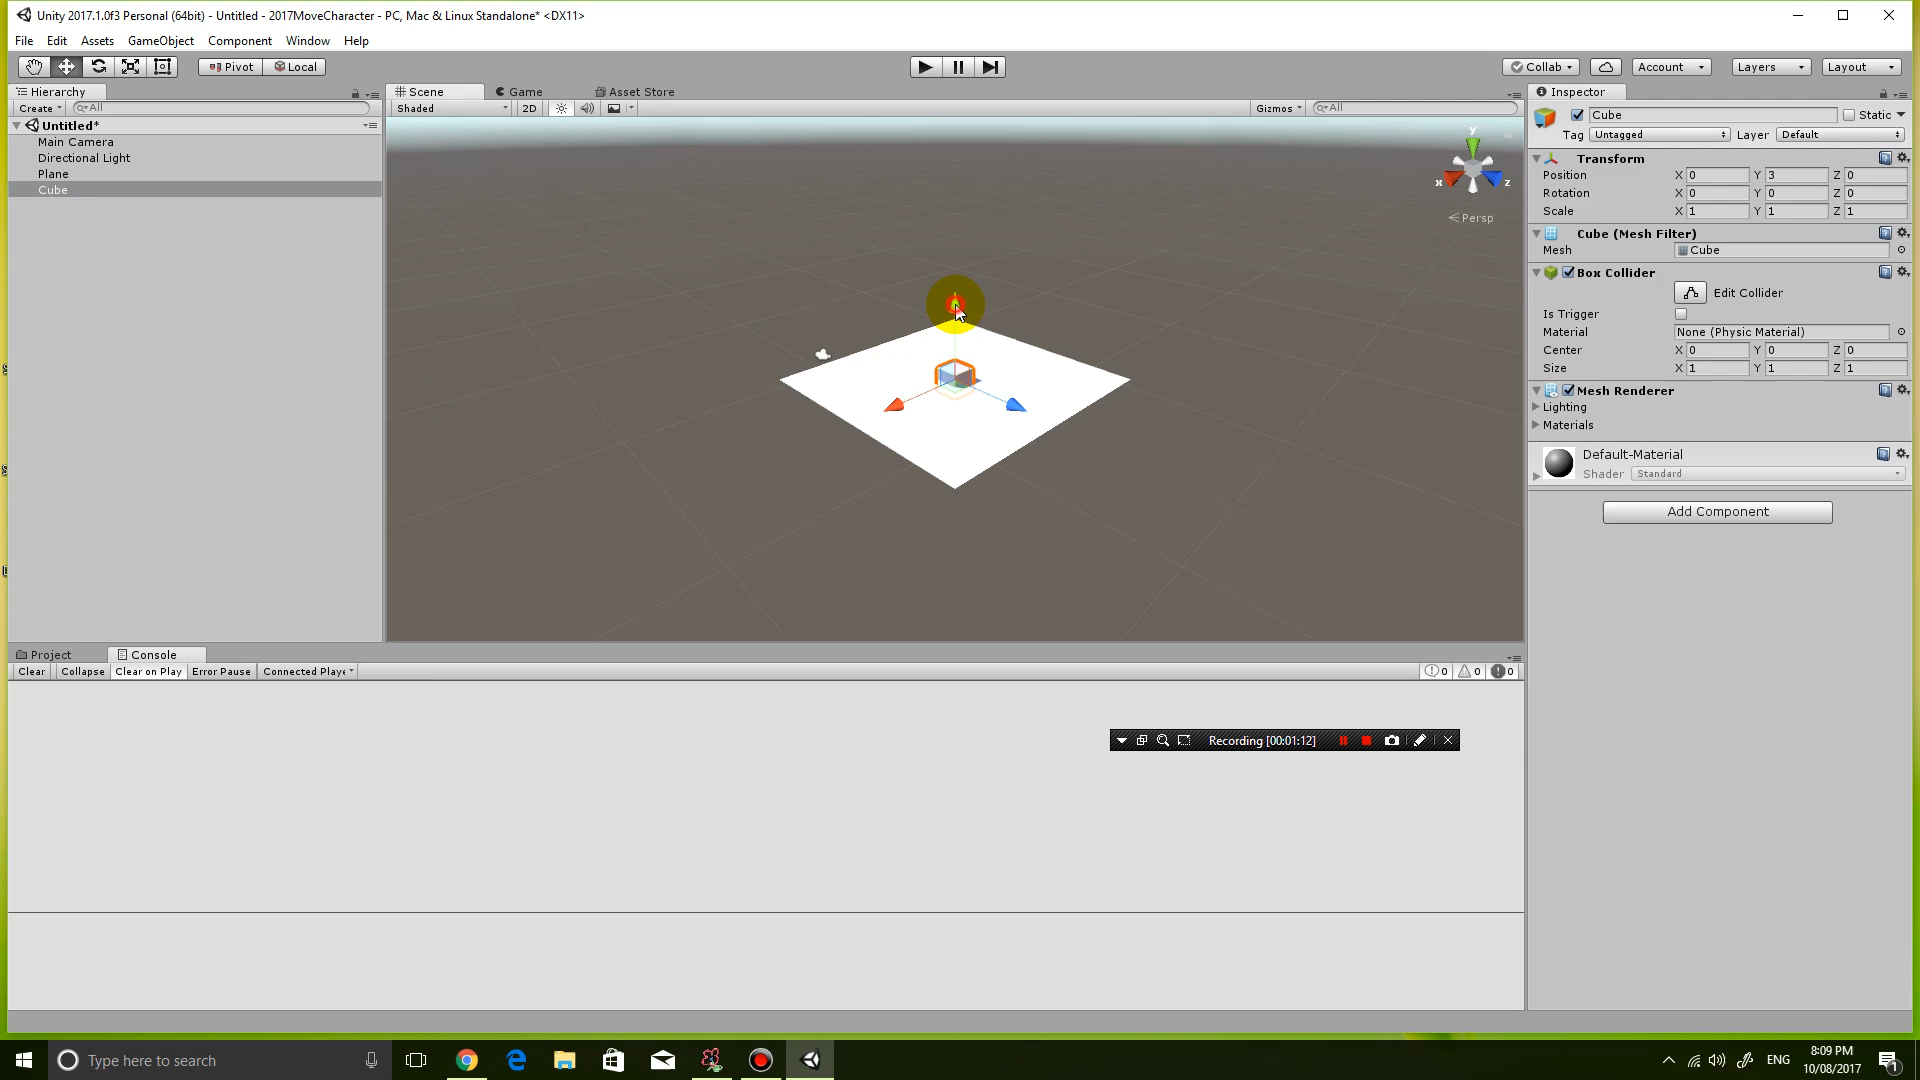 Unity 2017.1.0f3 Personal (64bit) - Untitled - 2017MoveCharacter - PC, Mac & Linux Standalone* <DX11>
File Edit Assets GameObject Component Window Help
Pivot Local Collab Account Layers Layout
Hierarchy
Create All
Untitled*
Main Camera
Directional Light
Plane
Cube
Scene Game Asset Store
Shaded 2D Gizmos All
y
x z
Persp
Inspector
Cube Static
Tag Untagged Layer Default
Transform
Position X 0 Y 3 Z 0
Rotation X 0 Y 0 Z 0
Scale X 1 Y 1 Z 1
Cube (Mesh Filter)
Mesh Cube
Box Collider
Edit Collider
Is Trigger
Material None (Physic Material)
Center X 0 Y 0 Z 0
Size X 1 Y 1 Z 1
Mesh Renderer
Lighting
Materials
Default-Material
Shader Standard
Add Component
Project Console
Clear Collapse Clear on Play Error Pause Connected Playe 0 0 0
Recording [00:01:12]
Type here to search
ENG
8:09 PM
10/08/2017
1